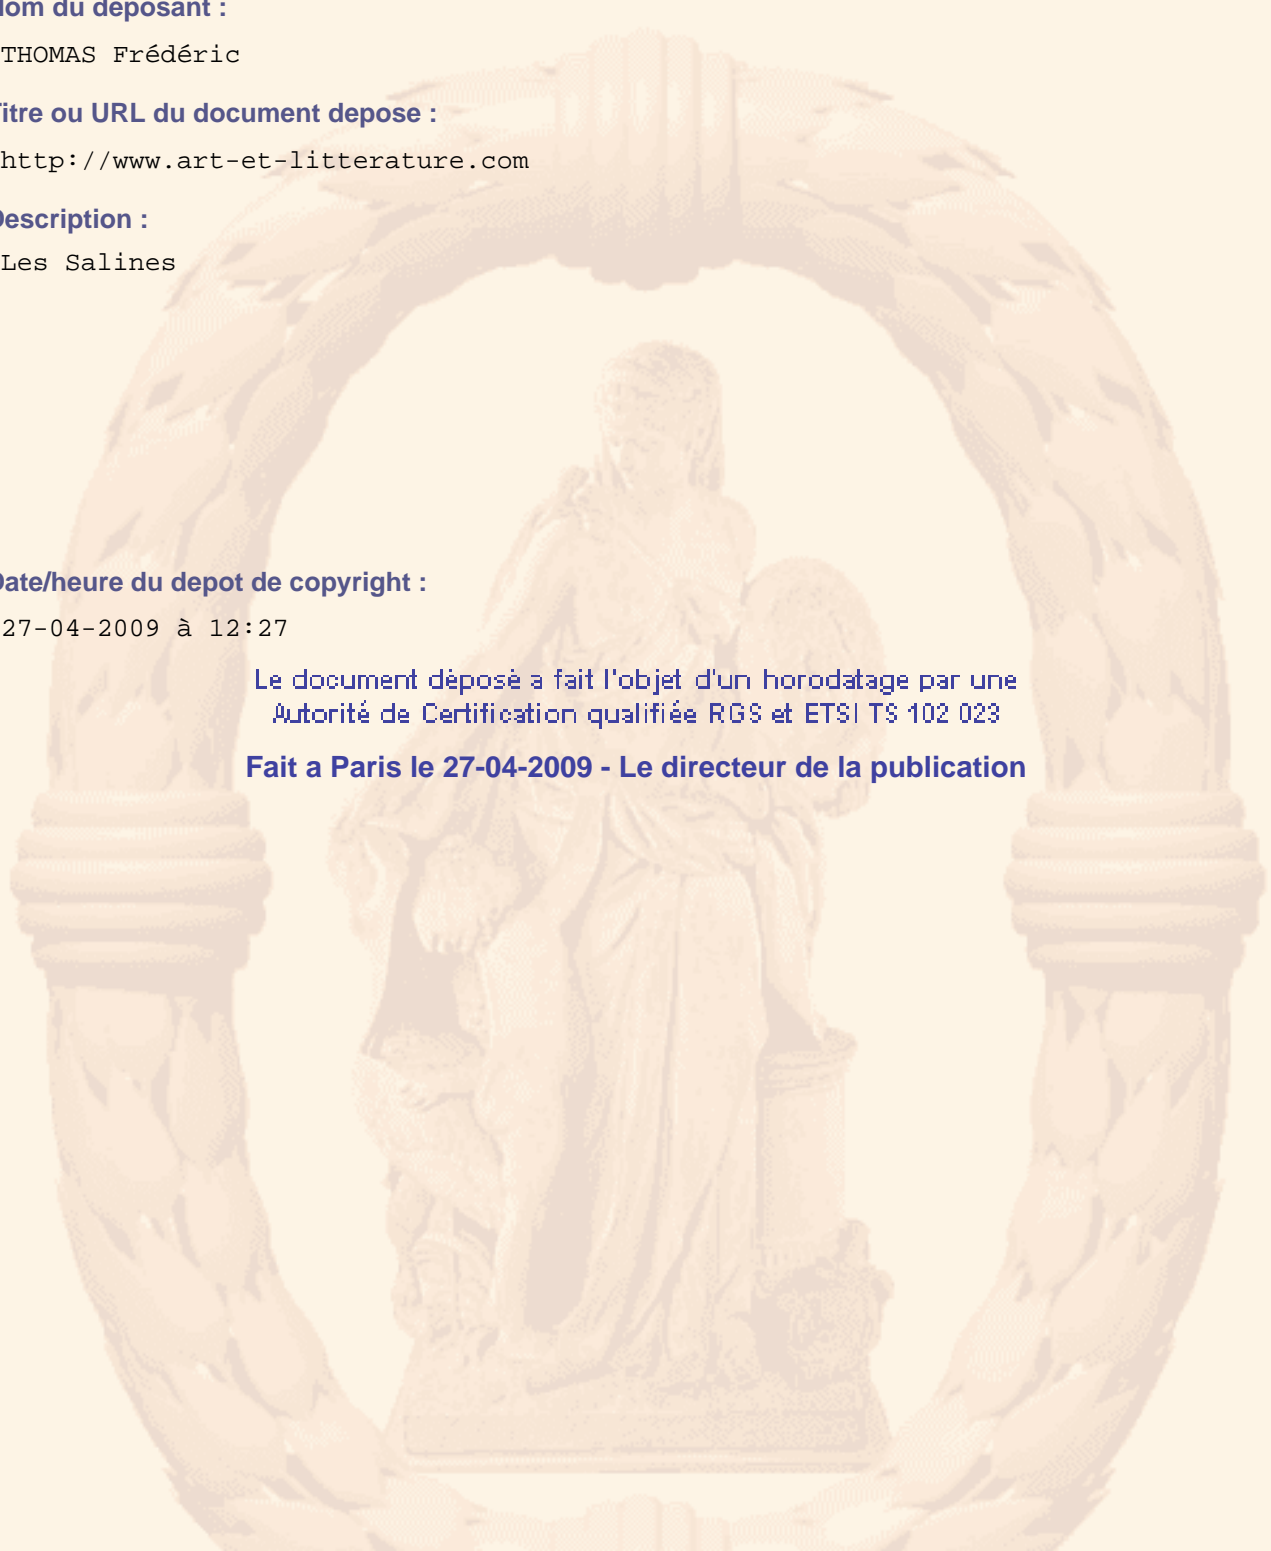 Nom du deposant :
THOMAS Frédéric
Titre ou URL du document depose :
http://www.art-et-litterature.com
Description :
Les Salines
Date/heure du depot de copyright :
27-04-2009 à 12:27
Le document déposé a fait l'objet d'un horodatage par une
Autorité de Certification qualifiée RGS et ETSI TS 102 023
Fait a Paris le 27-04-2009 - Le directeur de la publication